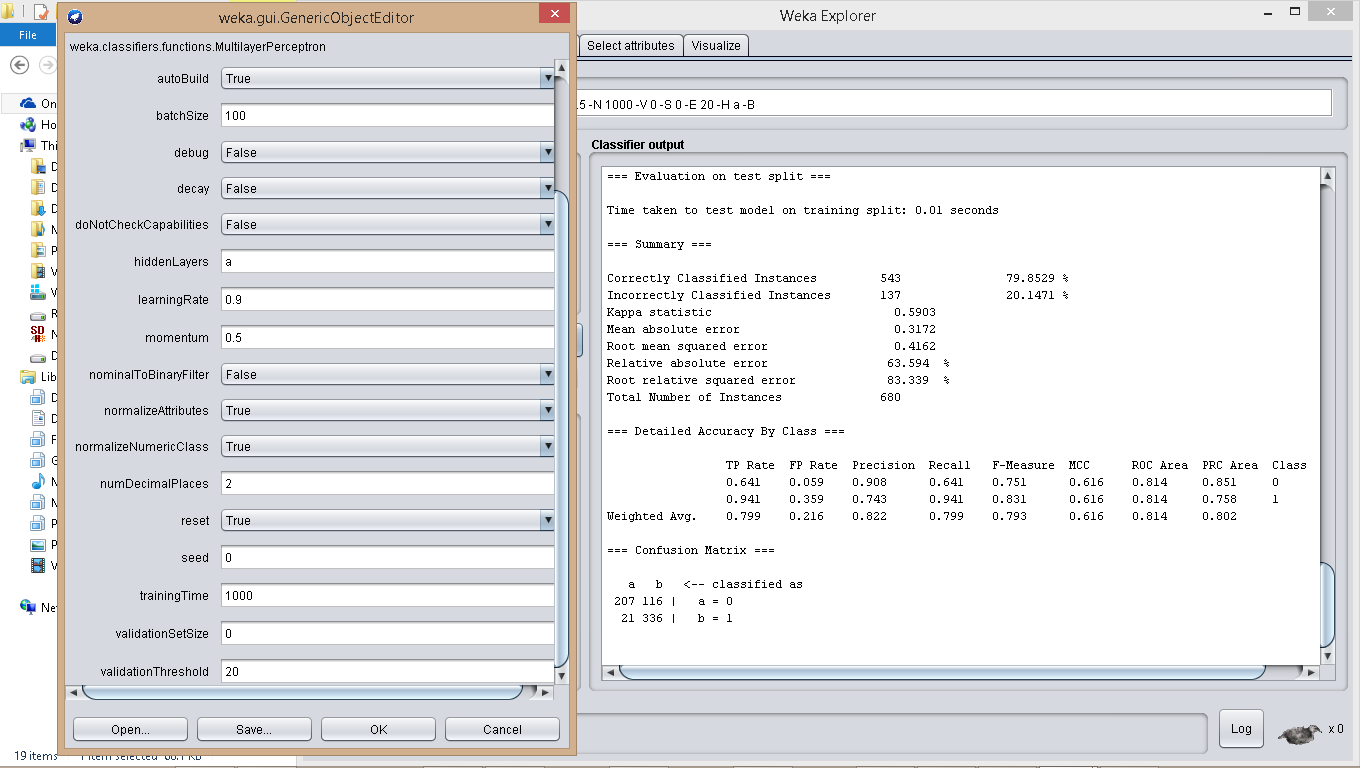 weka.gui.GenericObjectEditor
Weka Explorer
File
weka.classifiers.functions.MultilayerPerceptron
Select attributes
Visualize
autoBuild True
batchSize 100
debug False
decay False
doNotCheckCapabilities False
hiddenLayers a
learningRate 0.9
momentum 0.5
nominalToBinaryFilter False
normalizeAttributes True
normalizeNumericClass True
numDecimalPlaces 2
reset True
seed 0
trainingTime 1000
validationSetSize 0
validationThreshold 20
Open...
Save...
OK
Cancel
.5 -N 1000 -V 0 -S 0 -E 20 -H a -B
Classifier output
=== Evaluation on test split ===
Time taken to test model on training split: 0.01 seconds
=== Summary ===
Correctly Classified Instances 543 79.8529 %
Incorrectly Classified Instances 137 20.1471 %
Kappa statistic 0.5903
Mean absolute error 0.3172
Root mean squared error 0.4162
Relative absolute error 63.594 %
Root relative squared error 83.339 %
Total Number of Instances 680
=== Detailed Accuracy By Class ===
TP Rate FP Rate Precision Recall F-Measure MCC ROC Area PRC Area Class
0.641 0.059 0.908 0.641 0.751 0.616 0.814 0.851 0
0.941 0.359 0.743 0.941 0.831 0.616 0.814 0.758 1
Weighted Avg. 0.799 0.216 0.822 0.799 0.793 0.616 0.814 0.802
=== Confusion Matrix ===
a b <-- classified as
207 116 | a = 0
21 336 | b = 1
Log
x 0
19 items